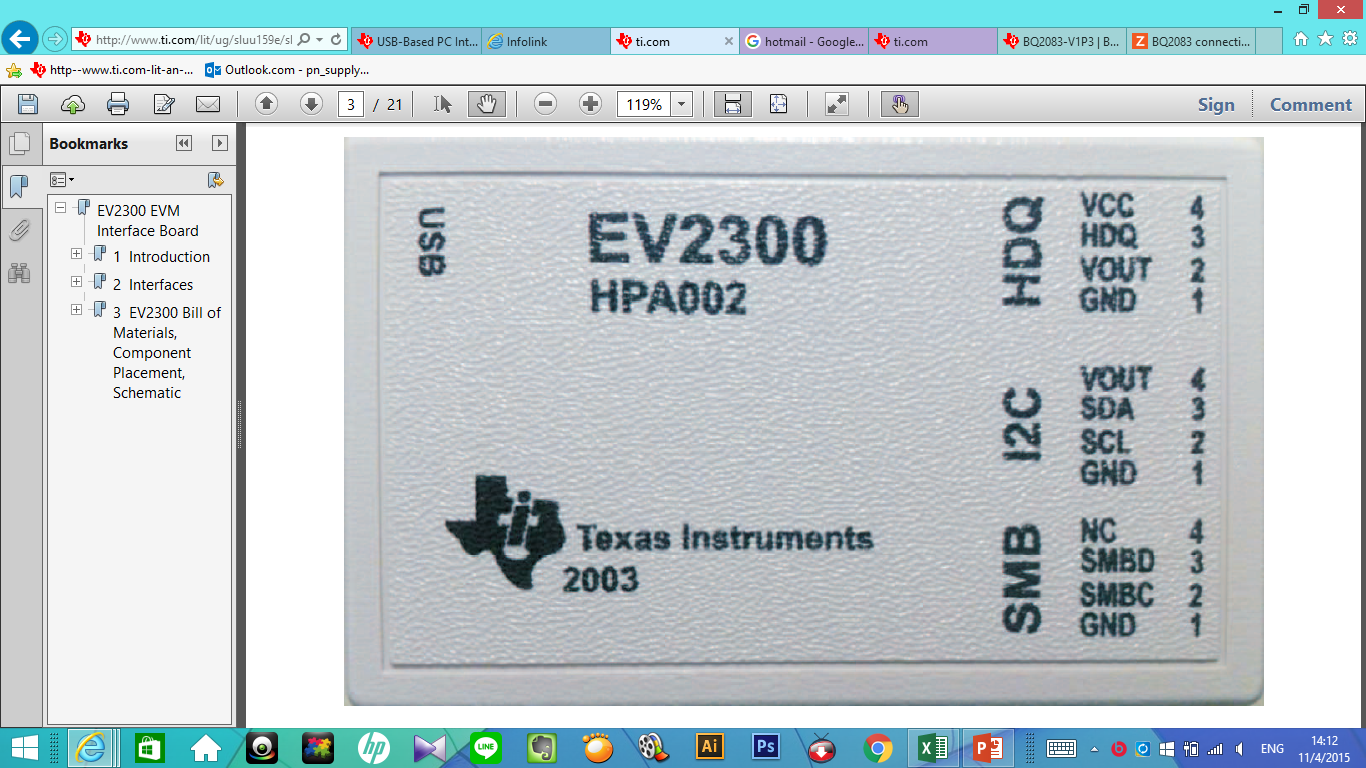 http://www.ti.com/lit/ug/sluu159e/sl
USB-Based PC Int...
Infolink
ti.com
hotmail - Google...
ti.com
BQ2083-V1P3 | B...
BQ2083 connecti...
http--www.ti.com-lit-an-...
Outlook.com - pn_supply...
3 / 21
119%
Sign
Comment
Bookmarks
EV2300 EVM
Interface Board
1 Introduction
2 Interfaces
3 EV2300 Bill of
Materials,
Component
Placement,
Schematic
USB
EV2300
HPA002
Texas Instruments
2003
HDQ
VCC 4
HDQ 3
VOUT 2
GND 1
I2C
VOUT 4
SDA 3
SCL 2
GND 1
SMB
NC 4
SMBD 3
SMBC 2
GND 1
hp
LINE
Ai
Ps
ENG
14:12
11/4/2015